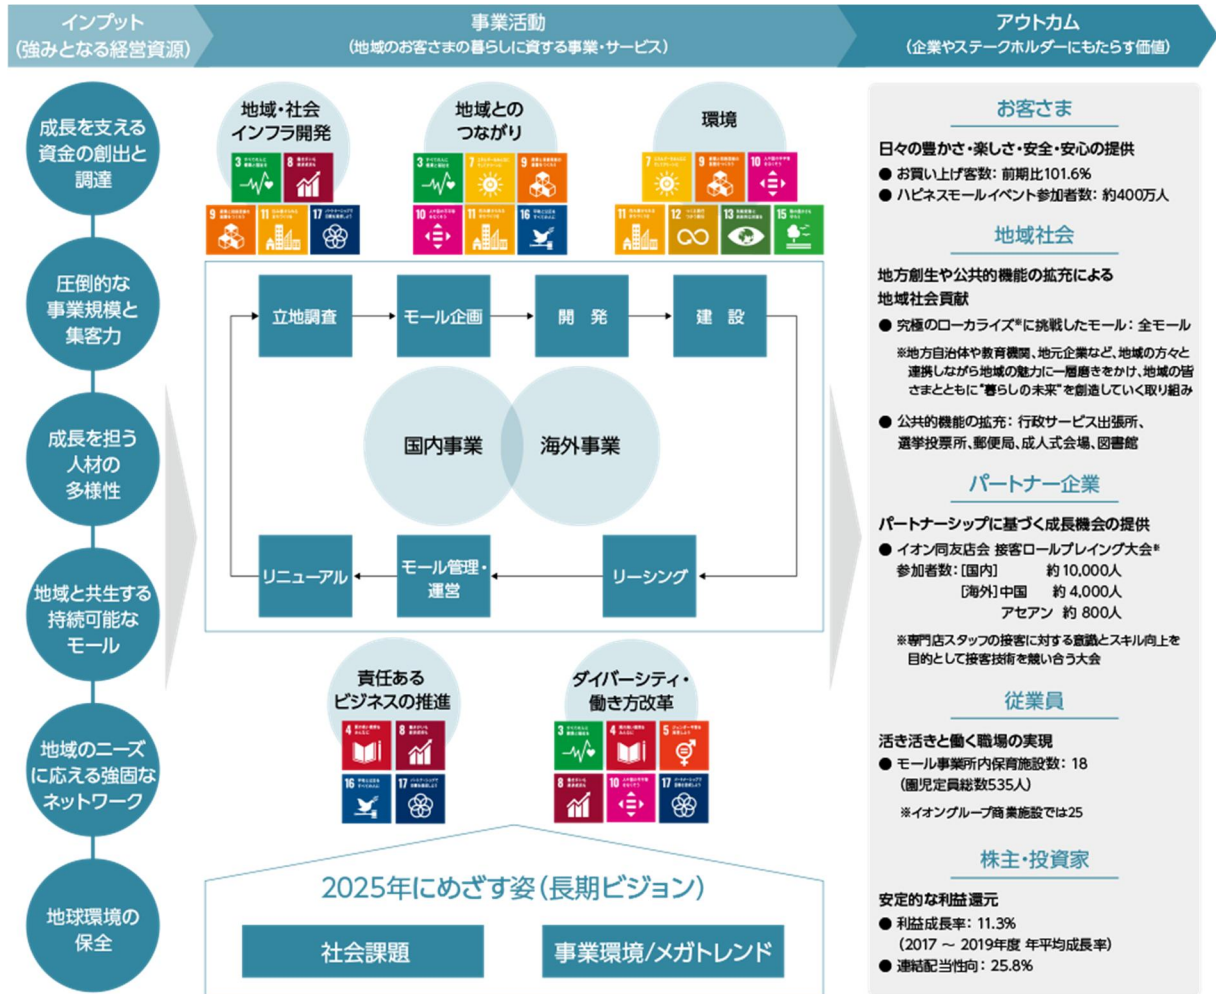 インプット
(強みとなる経営資源)
事業活動
(地域のお客さまの暮らしに資する事業・サービス)
アウトカム
(企業やステークホルダーにもたらす価値)
成長を支える
資金の創出と
調達
圧倒的な
事業規模と
集客力
成長を担う
人材の
多様性
地域と共生する
持続可能な
モール
地域のニーズ
に応える強固な
ネットワーク
地球環境の
保全
地域・社会
インフラ開発
3
8
9
11
17
地域との
つながり
3
7
9
10
11
16
環境
7
9
10
11
12
13
15
立地調査
モール企画
開発
建設
国内事業
海外事業
リニューアル
モール管理・
運営
リーシング
責任ある
ビジネスの推進
4
8
16
17
ダイバーシティ・
働き方改革
3
4
5
8
10
17
2025年にめざす姿(長期ビジョン)
社会課題
事業環境/メガトレンド
お客さま
日々の豊かさ・楽しさ・安全・安心の提供
● お買い上げ客数: 前期比101.6%
● ハピネスモールイベント参加者数: 約400万人
地域社会
地方創生や公共的機能の拡充による
地域社会貢献
● 究極のローカライズ※に挑戦したモール: 全モール
※地方自治体や教育機関、地元企業など、地域の方々と
連携しながら地域の魅力に一層磨きをかけ、地域の皆
さまとともに“暮らしの未来”を創造していく取り組み
● 公共的機能の拡充: 行政サービス出張所、
選挙投票所、郵便局、成人式会場、図書館
パートナー企業
パートナーシップに基づく成長機会の提供
● イオン同友店会 接客ロールプレイング大会※
参加者数: [国内] 約10,000人
[海外]中国 約4,000人
アセアン 約800人
※専門店スタッフの接客に対する意識とスキル向上を
目的として接客技術を競い合う大会
従業員
活き活きと働く職場の実現
● モール事業所内保育施設数: 18
(園児定員総数535人)
※イオングループ商業施設では25
株主・投資家
安定的な利益還元
● 利益成長率: 11.3%
(2017 ～ 2019年度 年平均成長率)
● 連結配当性向: 25.8%